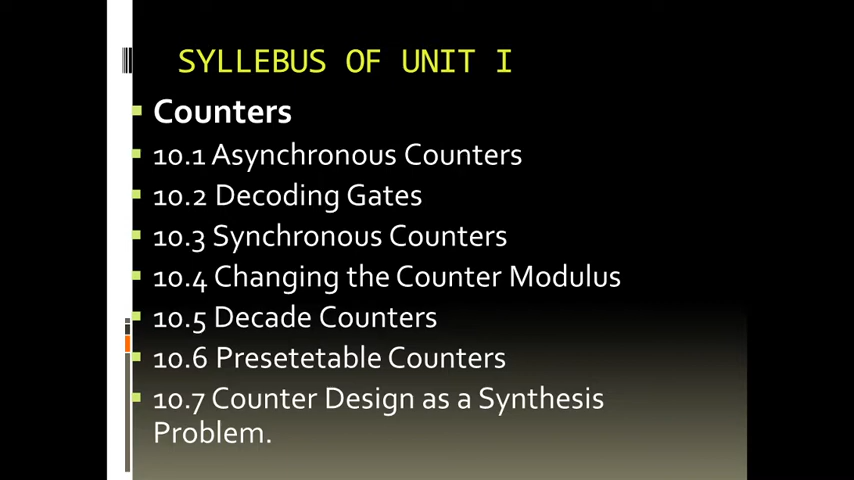 SYLLEBUS OF UNIT I
Counters
10.1 Asynchronous Counters
10.2 Decoding Gates
10.3 Synchronous Counters
10.4 Changing the Counter Modulus
10.5 Decade Counters
10.6 Presetetable Counters
10.7 Counter Design as a Synthesis
Problem.